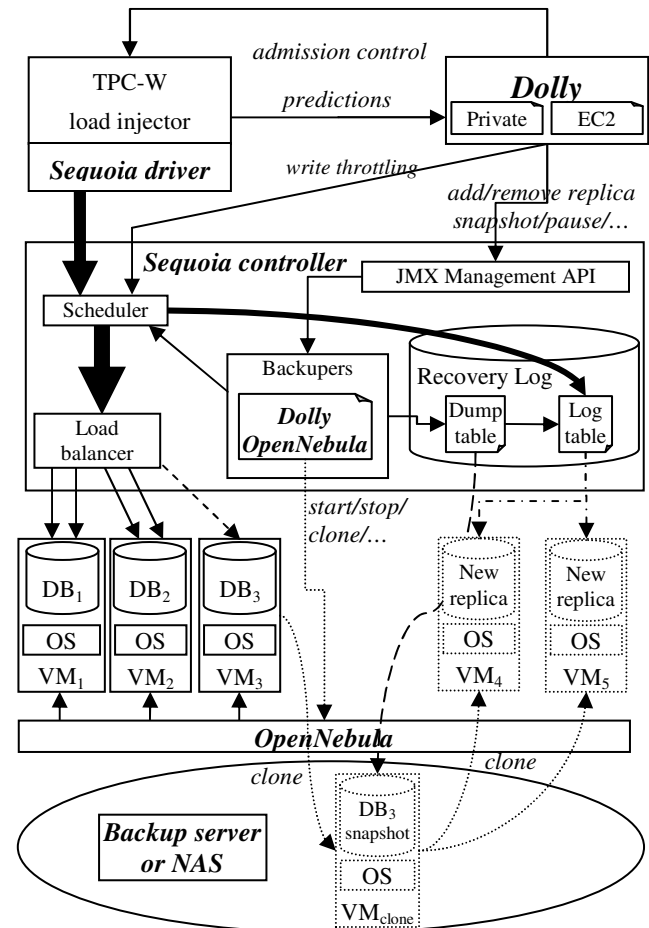 admission control
TPC-W
load injector
Sequoia driver
predictions
Dolly
Private
EC2
write throttling
add/remove replica
snapshot/pause/…
Sequoia controller
JMX Management API
Scheduler
Backupers
Dolly
OpenNebula
Recovery Log
Dump
table
Log
table
Load
balancer
start/stop/
clone/…
DB1
OS
VM1
DB2
OS
VM2
DB3
OS
VM3
New
replica
OS
VM4
New
replica
OS
VM5
OpenNebula
clone
clone
Backup server
or NAS
DB3
snapshot
OS
VMclone